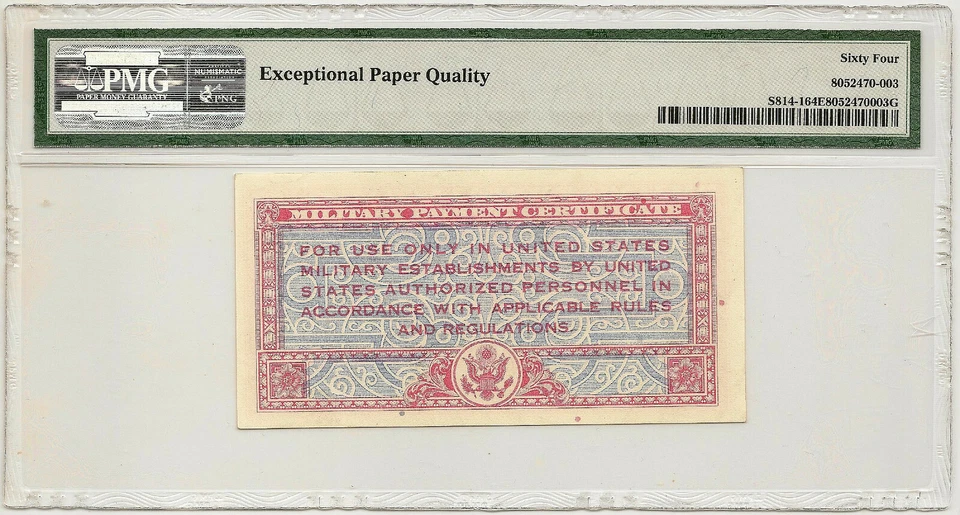 PMG
PAPER MONEY GUARANTY
NUMISMATIC
PNG
Exceptional Paper Quality
Sixty Four
8052470-003
S814-164E8052470003G
MILITARY PAYMENT CERTIFICATE
FOR USE ONLY IN UNITED STATES
MILITARY ESTABLISHMENTS BY UNITED
STATES AUTHORIZED PERSONNEL IN
ACCORDANCE WITH APPLICABLE RULES
AND REGULATIONS.